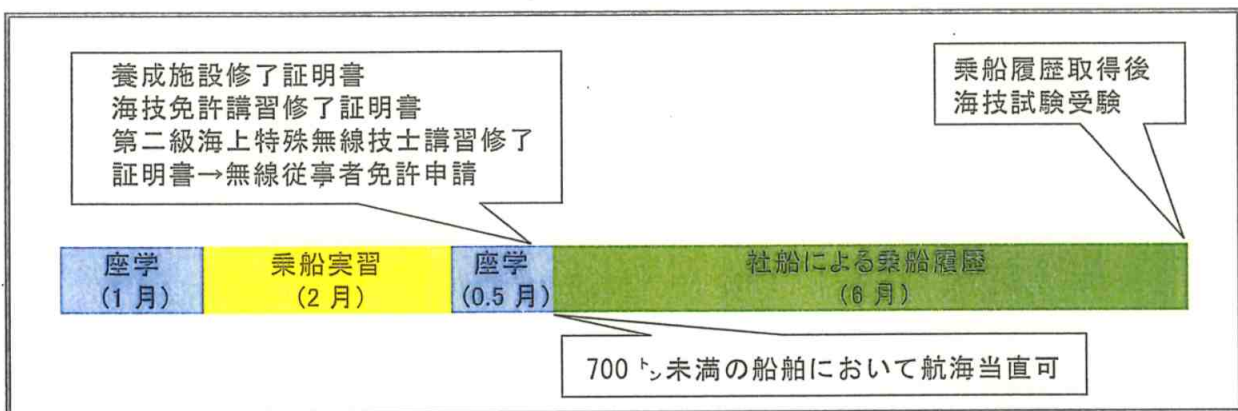 養成施設修了証明書
海技免許講習修了証明書
第二級海上特殊無線技士講習修了
証明書→無線従事者免許申請
乗船履歴取得後
海技試験受験
座学
(1 月)
乗船実習
(2 月)
座学
(0.5 月)
社船による乗船履歴
(6 月)
700 ㌧未満の船舶において航海当直可